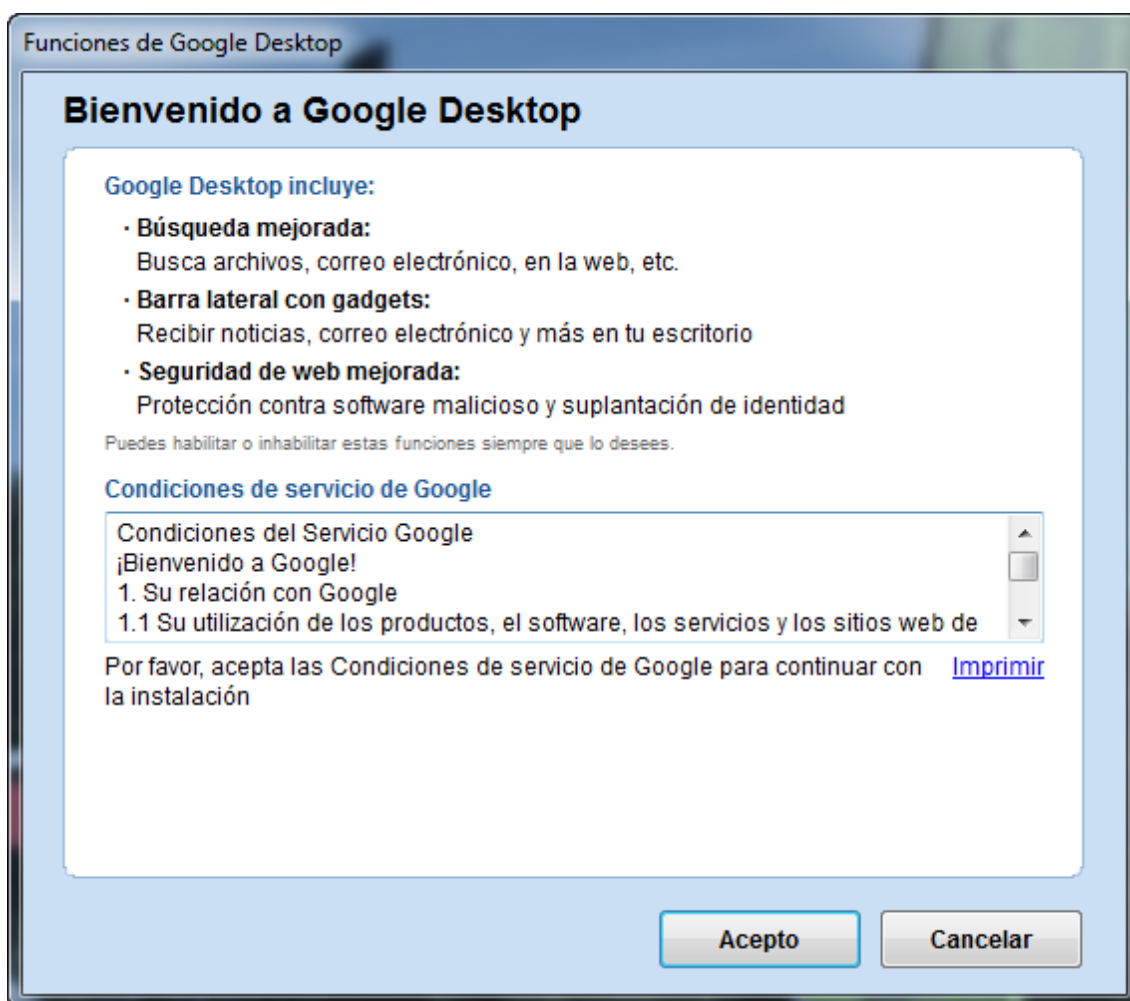 Funciones de Google Desktop
Bienvenido a Google Desktop
Google Desktop incluye:
· Búsqueda mejorada:
Busca archivos, correo electrónico, en la web, etc.
· Barra lateral con gadgets:
Recibir noticias, correo electrónico y más en tu escritorio
· Seguridad de web mejorada:
Protección contra software malicioso y suplantación de identidad
Puedes habilitar o inhabilitar estas funciones siempre que lo desees.
Condiciones de servicio de Google
Condiciones del Servicio Google
¡Bienvenido a Google!
1. Su relación con Google
1.1 Su utilización de los productos, el software, los servicios y los sitios web de
Por favor, acepta las Condiciones de servicio de Google para continuar con Imprimir
la instalación
Acepto Cancelar